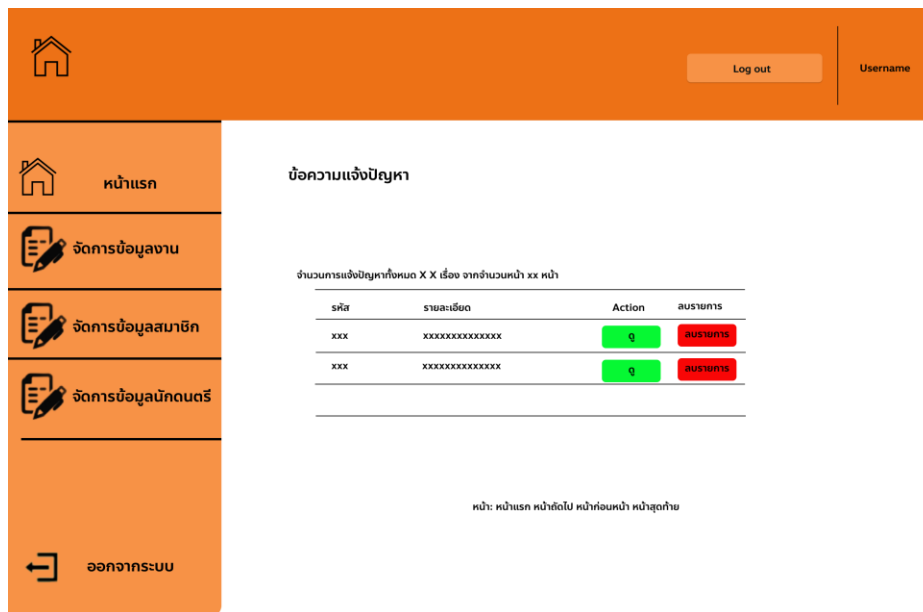 Log out
Username
หน้าแรก
จัดการข้อมูลงาน
จัดการข้อมูลสมาชิก
จัดการข้อมูลนักดนตรี
ออกจากระบบ
ข้อความแจ้งปัญหา
จำนวนการแจ้งปัญหาทั้งหมด X X เรื่อง จากจำนวนหน้า xx หน้า
รหัส รายละเอียด Action ลบรายการ
xxx xxxxxxxxxxxxxx ดู ลบรายการ
xxx xxxxxxxxxxxxxx ดู ลบรายการ
หน้า: หน้าแรก หน้าถัดไป หน้าก่อนหน้า หน้าสุดท้าย